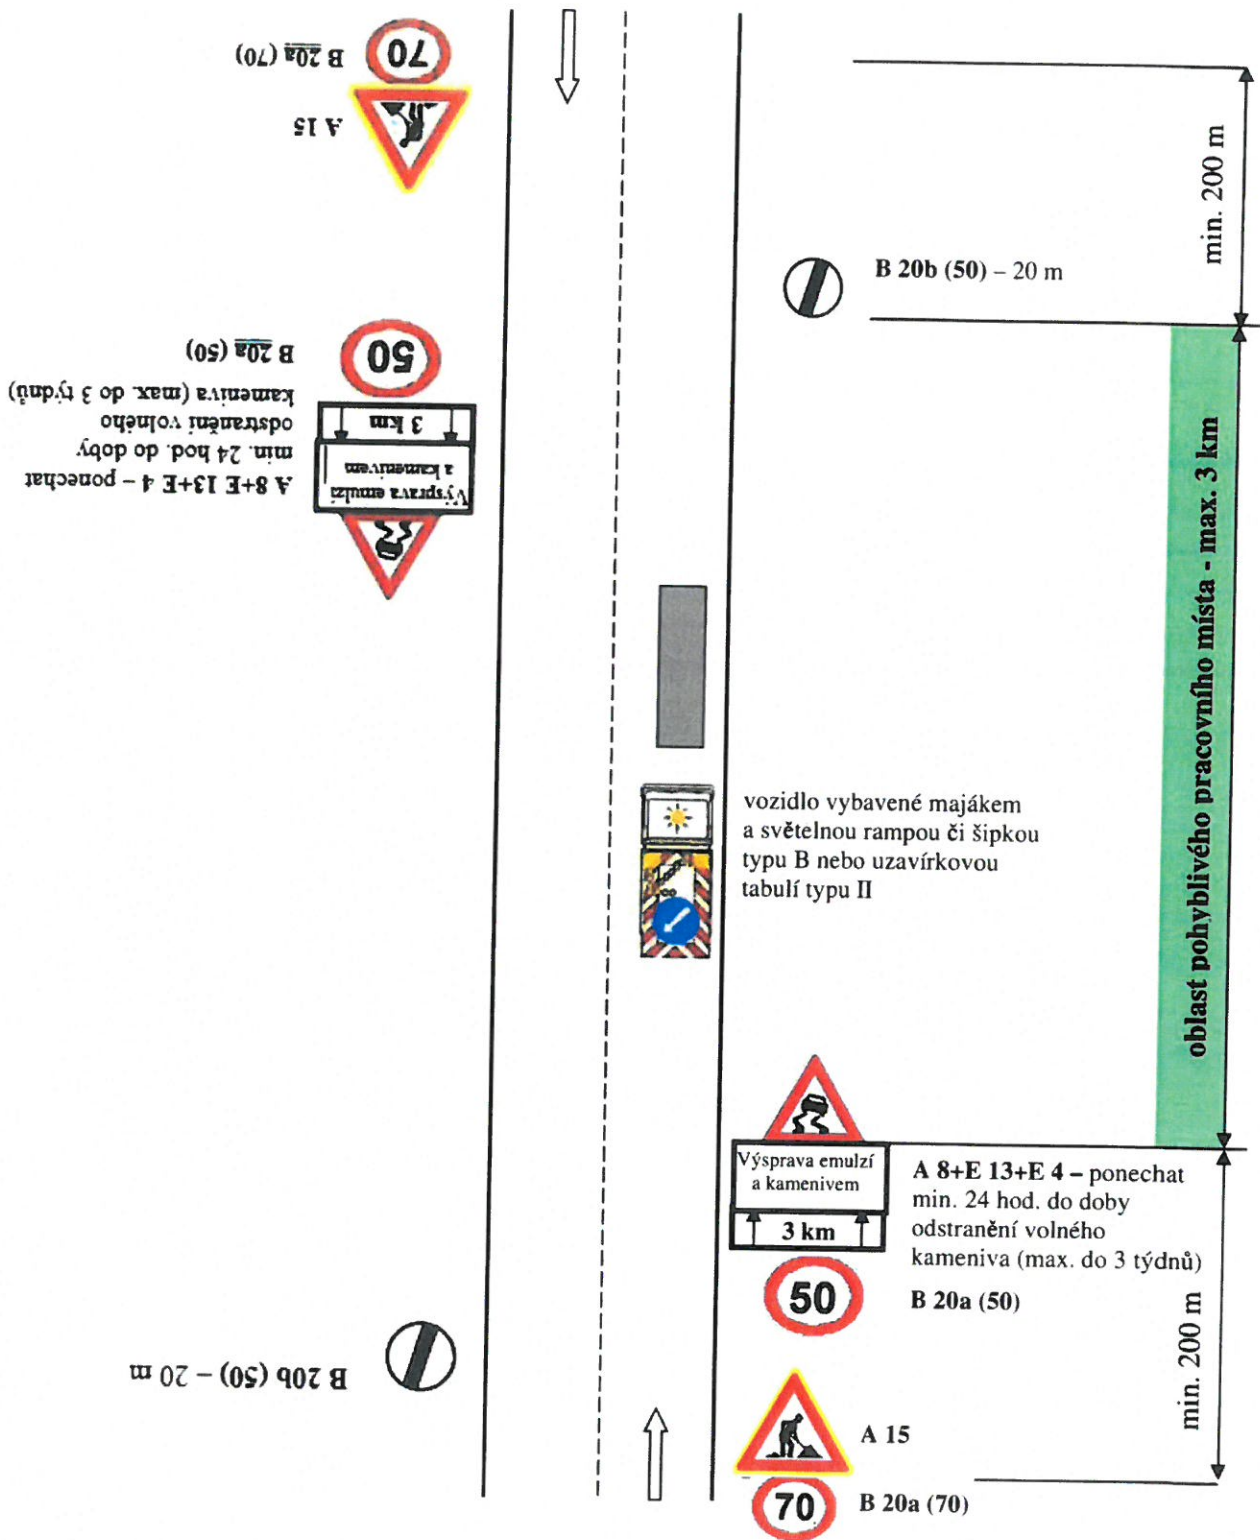 70
B 20a (70)
A 15
min. 200 m
B 20b (50) – 20 m
50
B 20a (50)
3 km
Výsprava emulzí
a kamenivem
A 8+E 13+E 4 – ponechat
min. 24 hod. do doby
odstranění volného
kameniva (max. do 3 týdnů)
oblast pohyblivého pracovního místa - max. 3 km
vozidlo vybavené majákem
a světelnou rampou či šipkou
typu B nebo uzavírkovou
tabulí typu II
Výsprava emulzí
a kamenivem
3 km
A 8+E 13+E 4 – ponechat
min. 24 hod. do doby
odstranění volného
kameniva (max. do 3 týdnů)
50
B 20a (50)
min. 200 m
B 20b (50) – 20 m
A 15
70
B 20a (70)